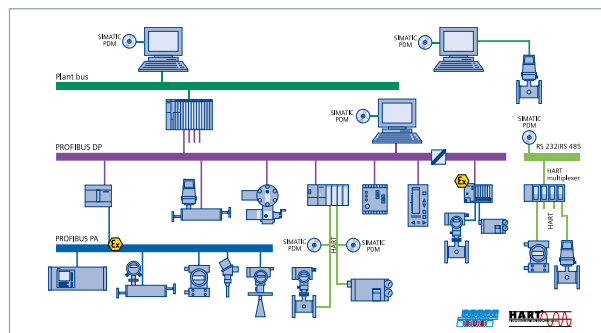 SIMATIC
PDM
SIMATIC
PDM
Plant bus
SIMATIC
PDM
SIMATIC
PDM
PROFIBUS DP
RS 232/RS 485
HART
multiplexer
Ex
HART
PROFIBUS PA
Ex
SIMATIC
PDM
HART
SIMATIC
PDM
HART